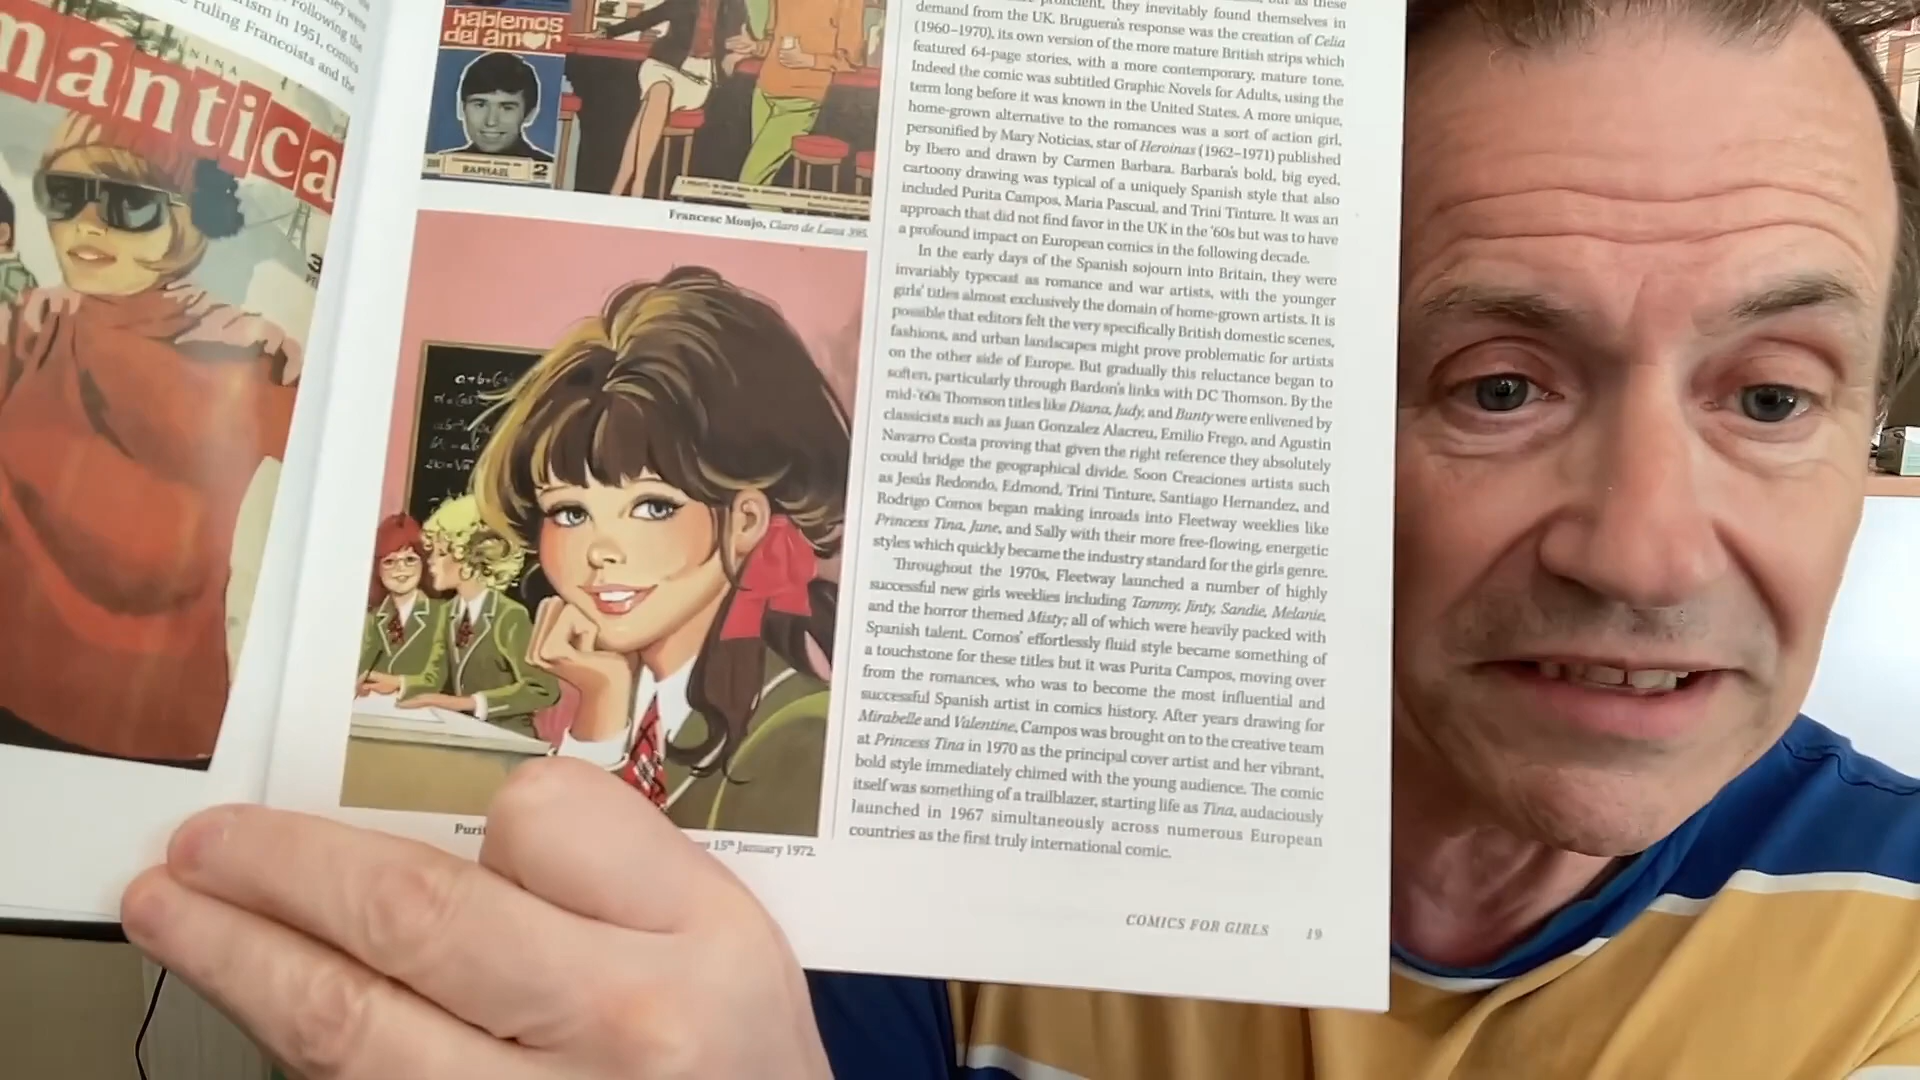 Following the
rism in 1951, comics
ruling Francoists and the
NINA
mántica
3
hablemos
del amor
RAPHAEL
2
Francesc Monjo, Claro de Luna 395.
Purit
15th January 1972.
proficient, they inevitably found themselves in
demand from the UK. Bruguera's response was the creation of Celia
(1960–1970), its own version of the more mature British strips which
featured 64-page stories, with a more contemporary, mature tone.
Indeed the comic was subtitled Graphic Novels for Adults, using the
term long before it was known in the United States. A more unique,
home-grown alternative to the romances was a sort of action girl,
personified by Mary Noticias, star of Heroinas (1962–1971) published
by Ibero and drawn by Carmen Barbara. Barbara's bold, big eyed,
cartoony drawing was typical of a uniquely Spanish style that also
included Purita Campos, Maria Pascual, and Trini Tinture. It was an
approach that did not find favor in the UK in the '60s but was to have
a profound impact on European comics in the following decade.
In the early days of the Spanish sojourn into Britain, they were
invariably typecast as romance and war artists, with the younger
girls' titles almost exclusively the domain of home-grown artists. It is
possible that editors felt the very specifically British domestic scenes,
fashions, and urban landscapes might prove problematic for artists
on the other side of Europe. But gradually this reluctance began to
soften, particularly through Bardon's links with DC Thomson. By the
mid-'60s Thomson titles like Diana, Judy, and Bunty were enlivened by
classicists such as Juan Gonzalez Alacreu, Emilio Frego, and Agustin
Navarro Costa proving that given the right reference they absolutely
could bridge the geographical divide. Soon Creaciones artists such
as Jesús Redondo, Edmond, Trini Tinture, Santiago Hernandez, and
Rodrigo Comos began making inroads into Fleetway weeklies like
Princess Tina, June, and Sally with their more free-flowing, energetic
styles which quickly became the industry standard for the girls genre.
Throughout the 1970s, Fleetway launched a number of highly
successful new girls weeklies including Tammy, Jinty, Sandie, Melanie,
and the horror themed Misty; all of which were heavily packed with
Spanish talent. Comos' effortlessly fluid style became something of
a touchstone for these titles but it was Purita Campos, moving over
from the romances, who was to become the most influential and
successful Spanish artist in comics history. After years drawing for
Mirabelle and Valentine, Campos was brought on to the creative team
at Princess Tina in 1970 as the principal cover artist and her vibrant,
bold style immediately chimed with the young audience. The comic
itself was something of a trailblazer, starting life as Tina, audaciously
launched in 1967 simultaneously across numerous European
countries as the first truly international comic.
COMICS FOR GIRLS 19